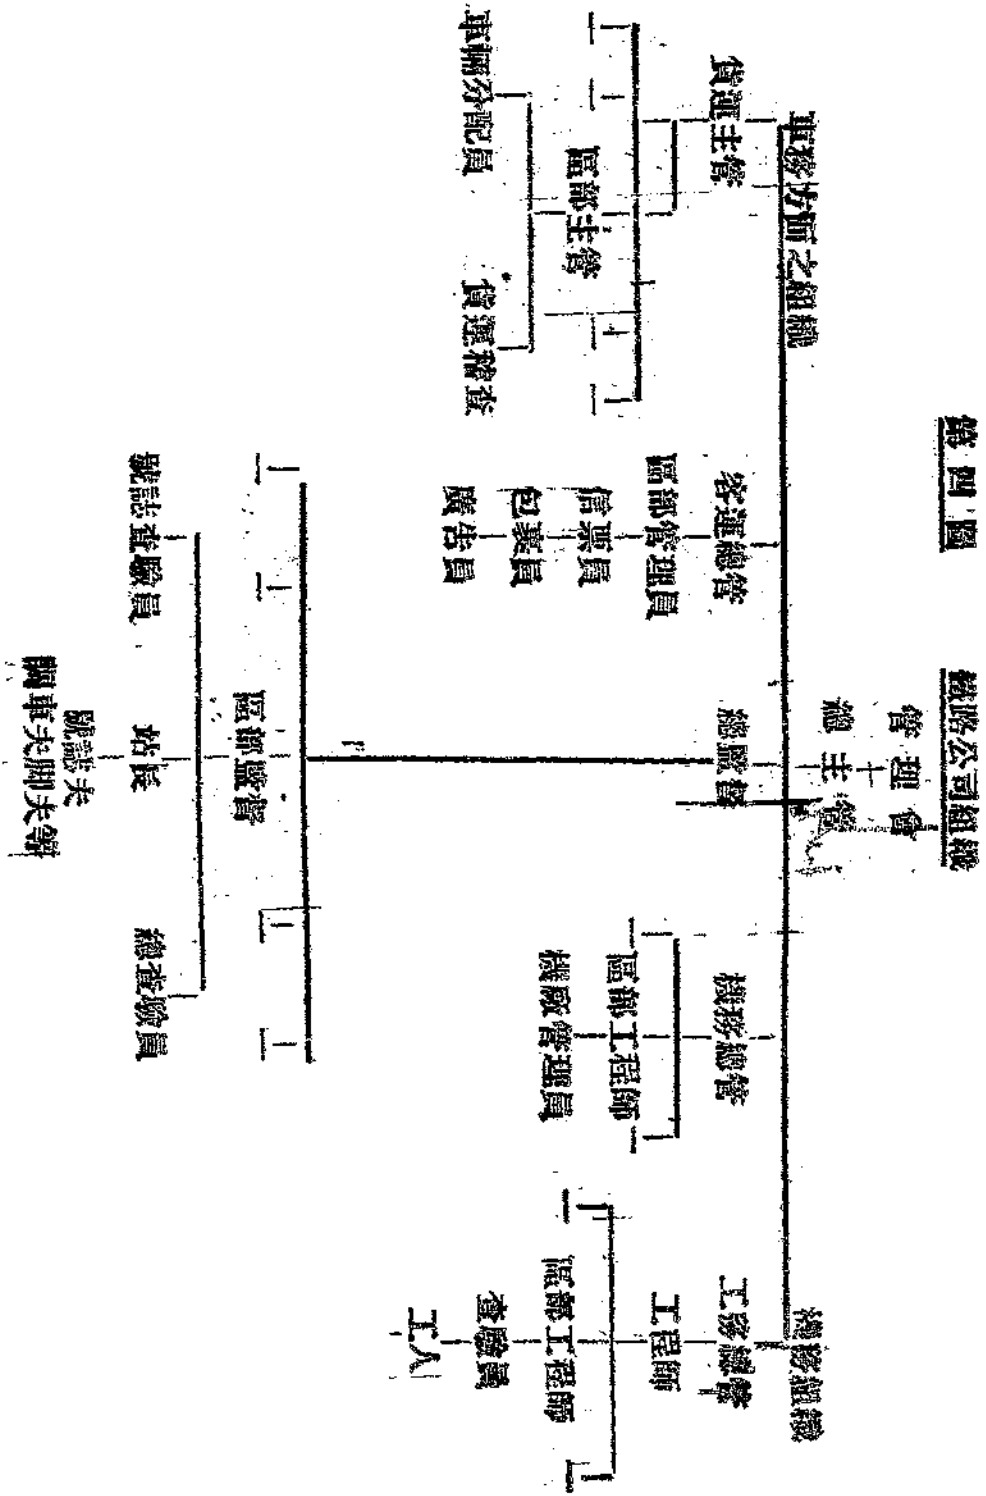 第四圖
鐵路公司組織
管理會
總主管
車務方面之組織
機務組織
貨運主管
區部主管
車輛分配員
貨運稽查
客運總管
區部管理員
信票員
包裹員
廣告員
總監督
區部監督
號誌查驗員
站長
總查驗員
號誌夫
關車夫脚夫等
機務總管
區部工程師
機廠管理員
工務總管
工程師
區部工程師
查驗員
工人